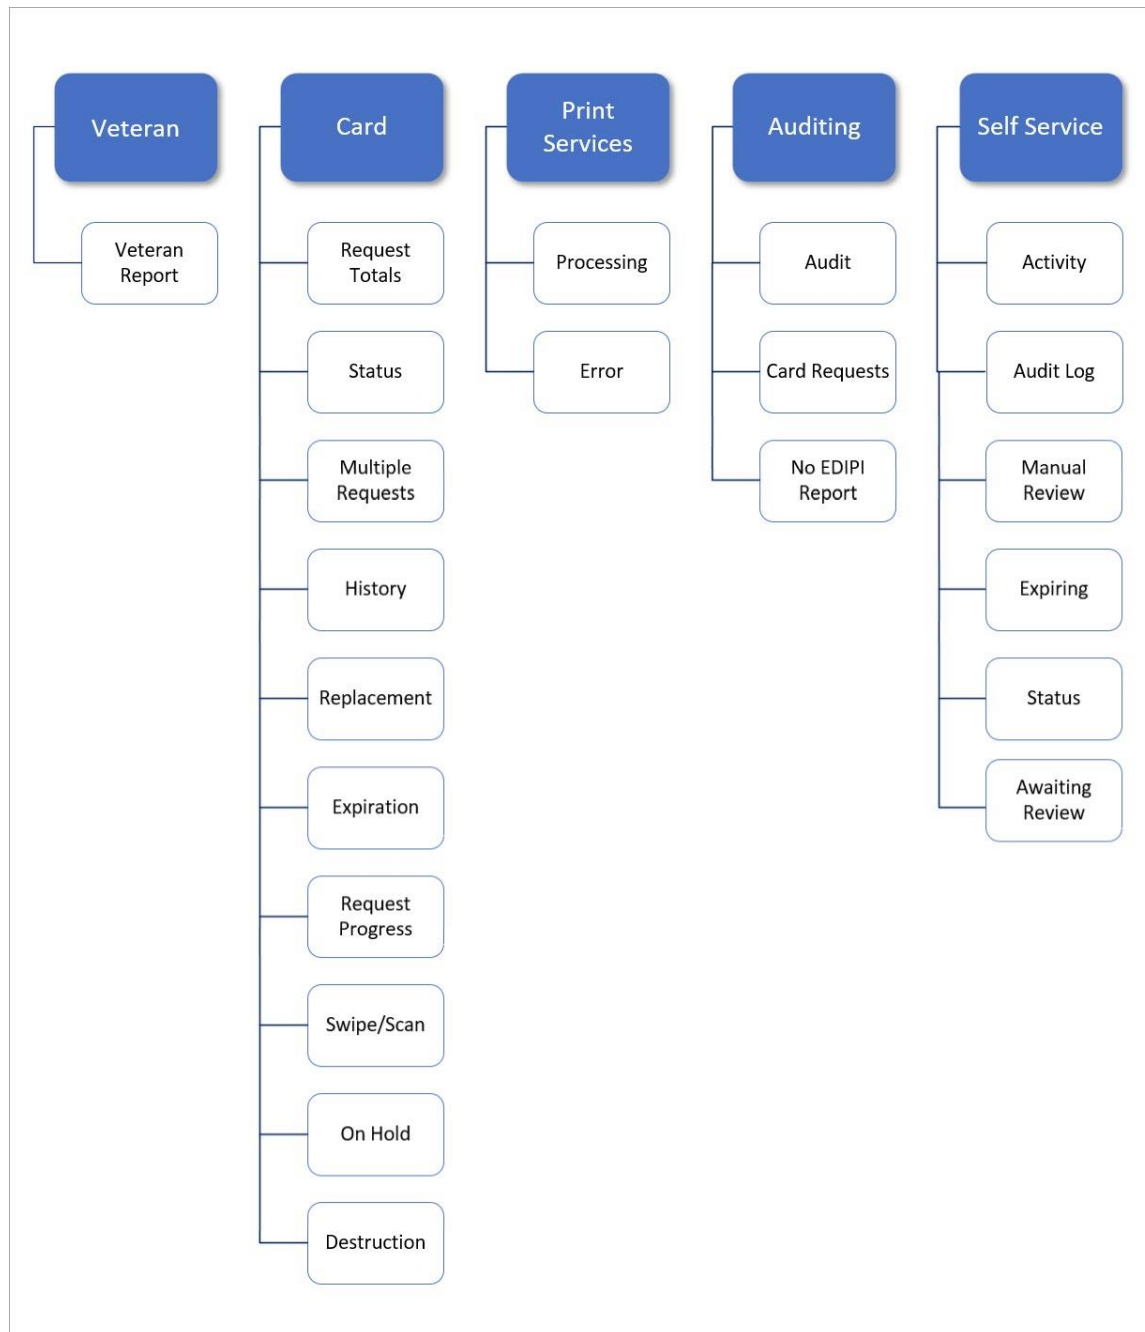 Veteran
Veteran
Report
Card
Request
Totals
Status
Multiple
Requests
History
Replacement
Expiration
Request
Progress
Swipe/Scan
On Hold
Destruction
Print
Services
Processing
Error
Auditing
Audit
Card Requests
No EDIPI
Report
Self Service
Activity
Audit Log
Manual
Review
Expiring
Status
Awaiting
Review